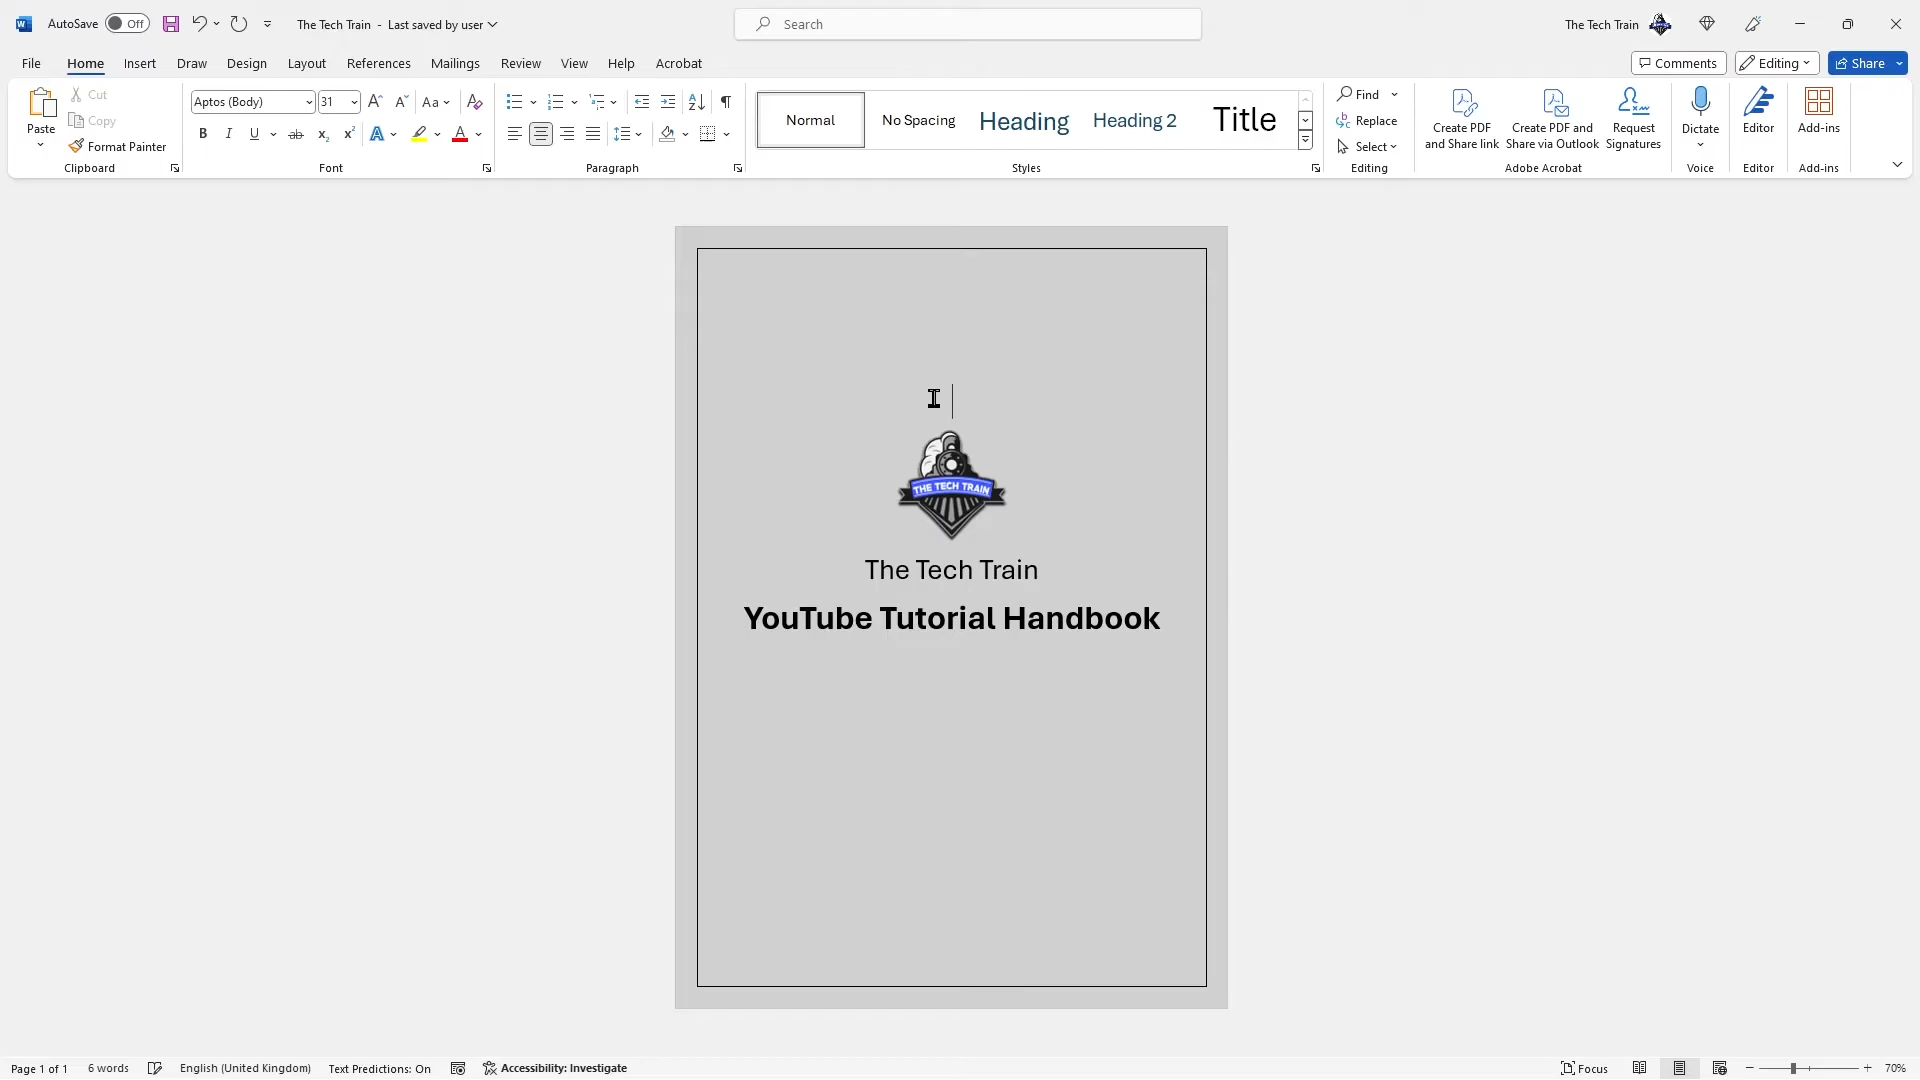 AutoSave Off The Tech Train - Last saved by user Search The Tech Train
File Home Insert Draw Design Layout References Mailings Review View Help Acrobat Comments Editing Share
Paste Cut Copy Format Painter
Clipboard
Aptos (Body) 31 Aa
B I U ab x₂ x² A A
Font
Paragraph
Normal No Spacing Heading Heading 2 Title
Styles
Find
Replace
Select
Editing
Create PDF
and Share link
Create PDF and
Share via Outlook
Request
Signatures
Adobe Acrobat
Dictate
Voice
Editor
Editor
Add-ins
Add-ins
THE TECH TRAIN
The Tech Train
YouTube Tutorial Handbook
Page 1 of 1 6 words English (United Kingdom) Text Predictions: On Accessibility: Investigate Focus 70%